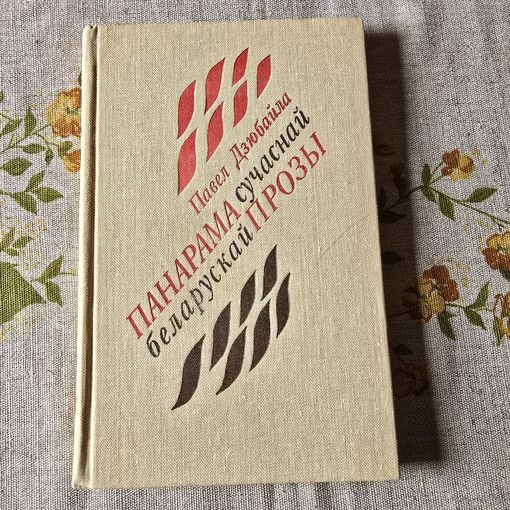 Павел Дзюбайла
ПАНАРАМА сучаснай
беларускай ПРОЗЫ